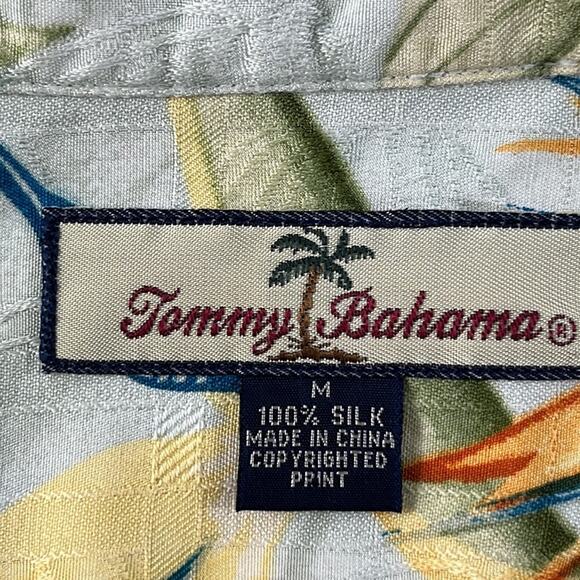 Tommy Bahama®
M
100% SILK
MADE IN CHINA
COPYRIGHTED
PRINT